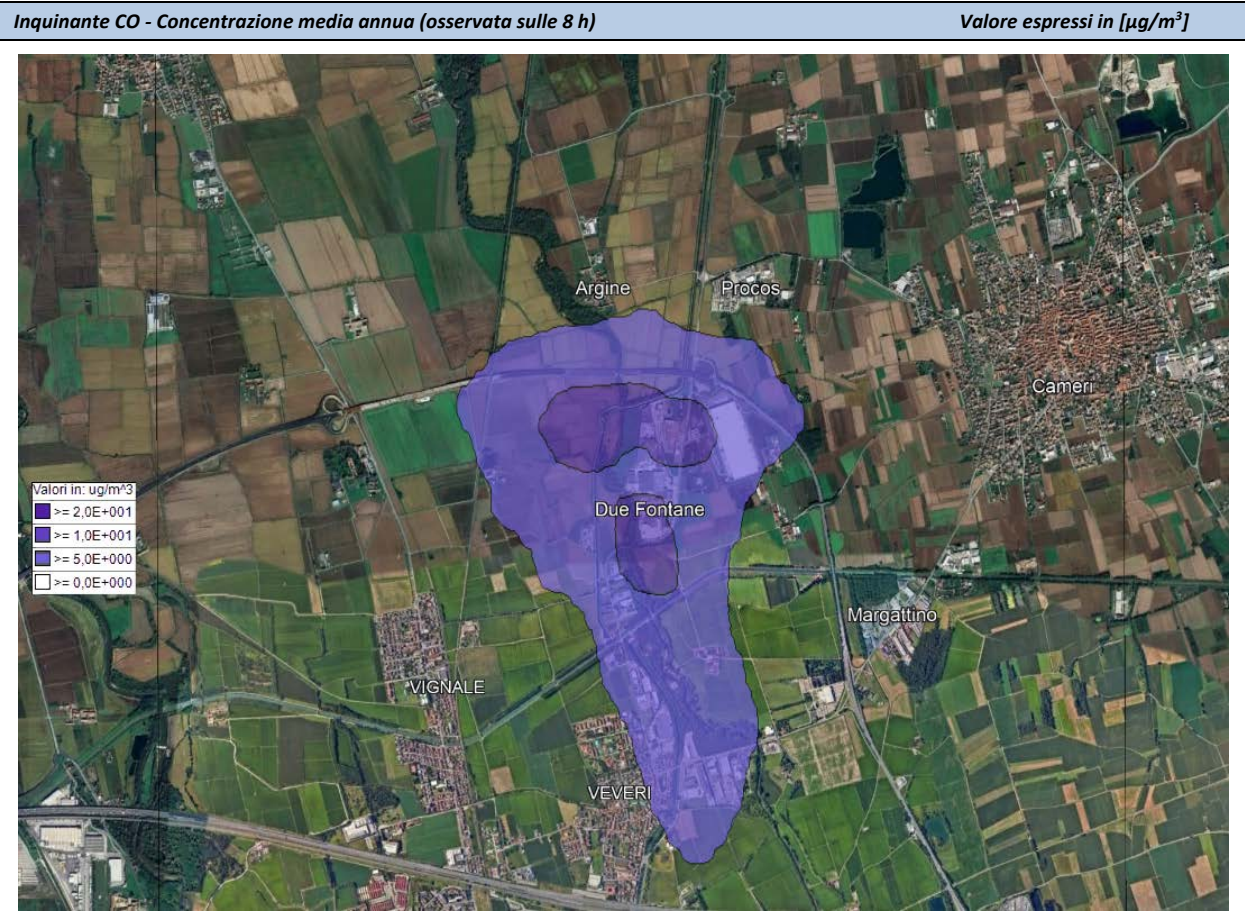 Inquinante CO - Concentrazione media annua (osservata sulle 8 h) Valore espressi in [µg/m³]
Argine
Procos
Cameri
Valori in: ug/m^3
>= 2,0E+001
>= 1,0E+001
>= 5,0E+000
>= 0,0E+000
Due Fontane
Margattino
VIGNALE
VEVERI